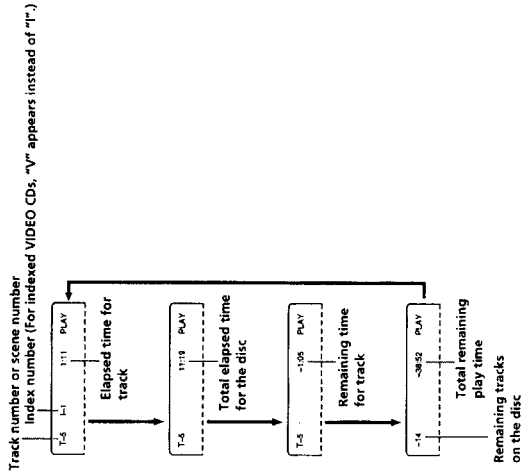 Track number or scene number
Index number (For indexed VIDEO CDs, "V" appears instead of "I".)
T-5 I-1 1:11 PLAY
Elapsed time for
track
T-5 11:19 PLAY
Total elapsed time
for the disc
T-5 -1:05 PLAY
Remaining time
for track
-14 -38:52 PLAY
Total remaining
play time
Remaining tracks
on the disc